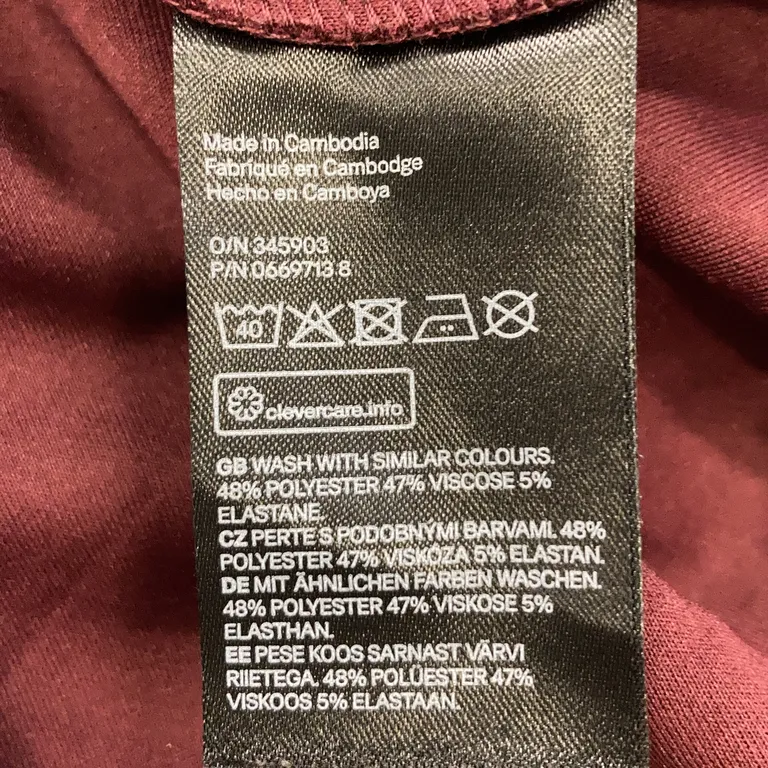 Made in Cambodia
Fabriqué en Cambodge
Hecho en Camboya
O/N 345903
P/N 0669713 8
40
clevercare.info
GB WASH WITH SIMILAR COLOURS.
48% POLYESTER 47% VISCOSE 5%
ELASTANE.
CZ PERTE S PODOBNÝMI BARVAMI. 48%
POLYESTER 47% VISKÓZA 5% ELASTAN.
DE MIT ÄHNLICHEN FARBEN WASCHEN.
48% POLYESTER 47% VISKOSE 5%
ELASTHAN.
EE PESE KOOS SARNAST VÄRVI
RIIETEGA. 48% POLÜESTER 47%
VISKOOS 5% ELASTAAN.